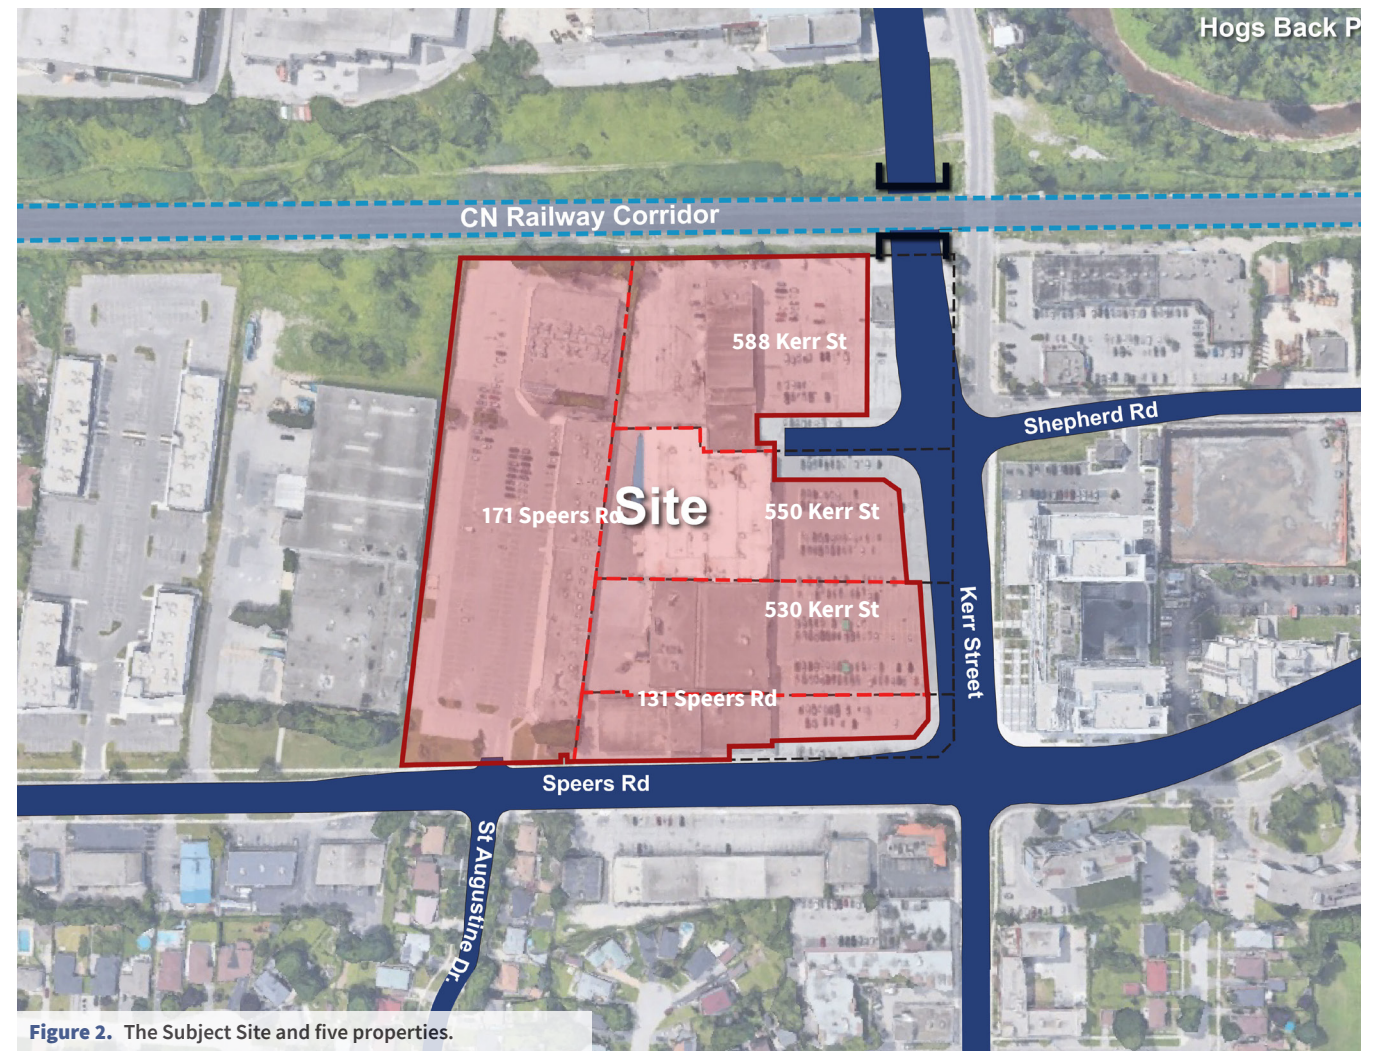 Hogs Back P
CN Railway Corridor
588 Kerr St
Shepherd Rd
171 Speers Rd
Site
550 Kerr St
530 Kerr St
Kerr Street
131 Speers Rd
Speers Rd
St Augustine Dr.
Figure 2. The Subject Site and five properties.